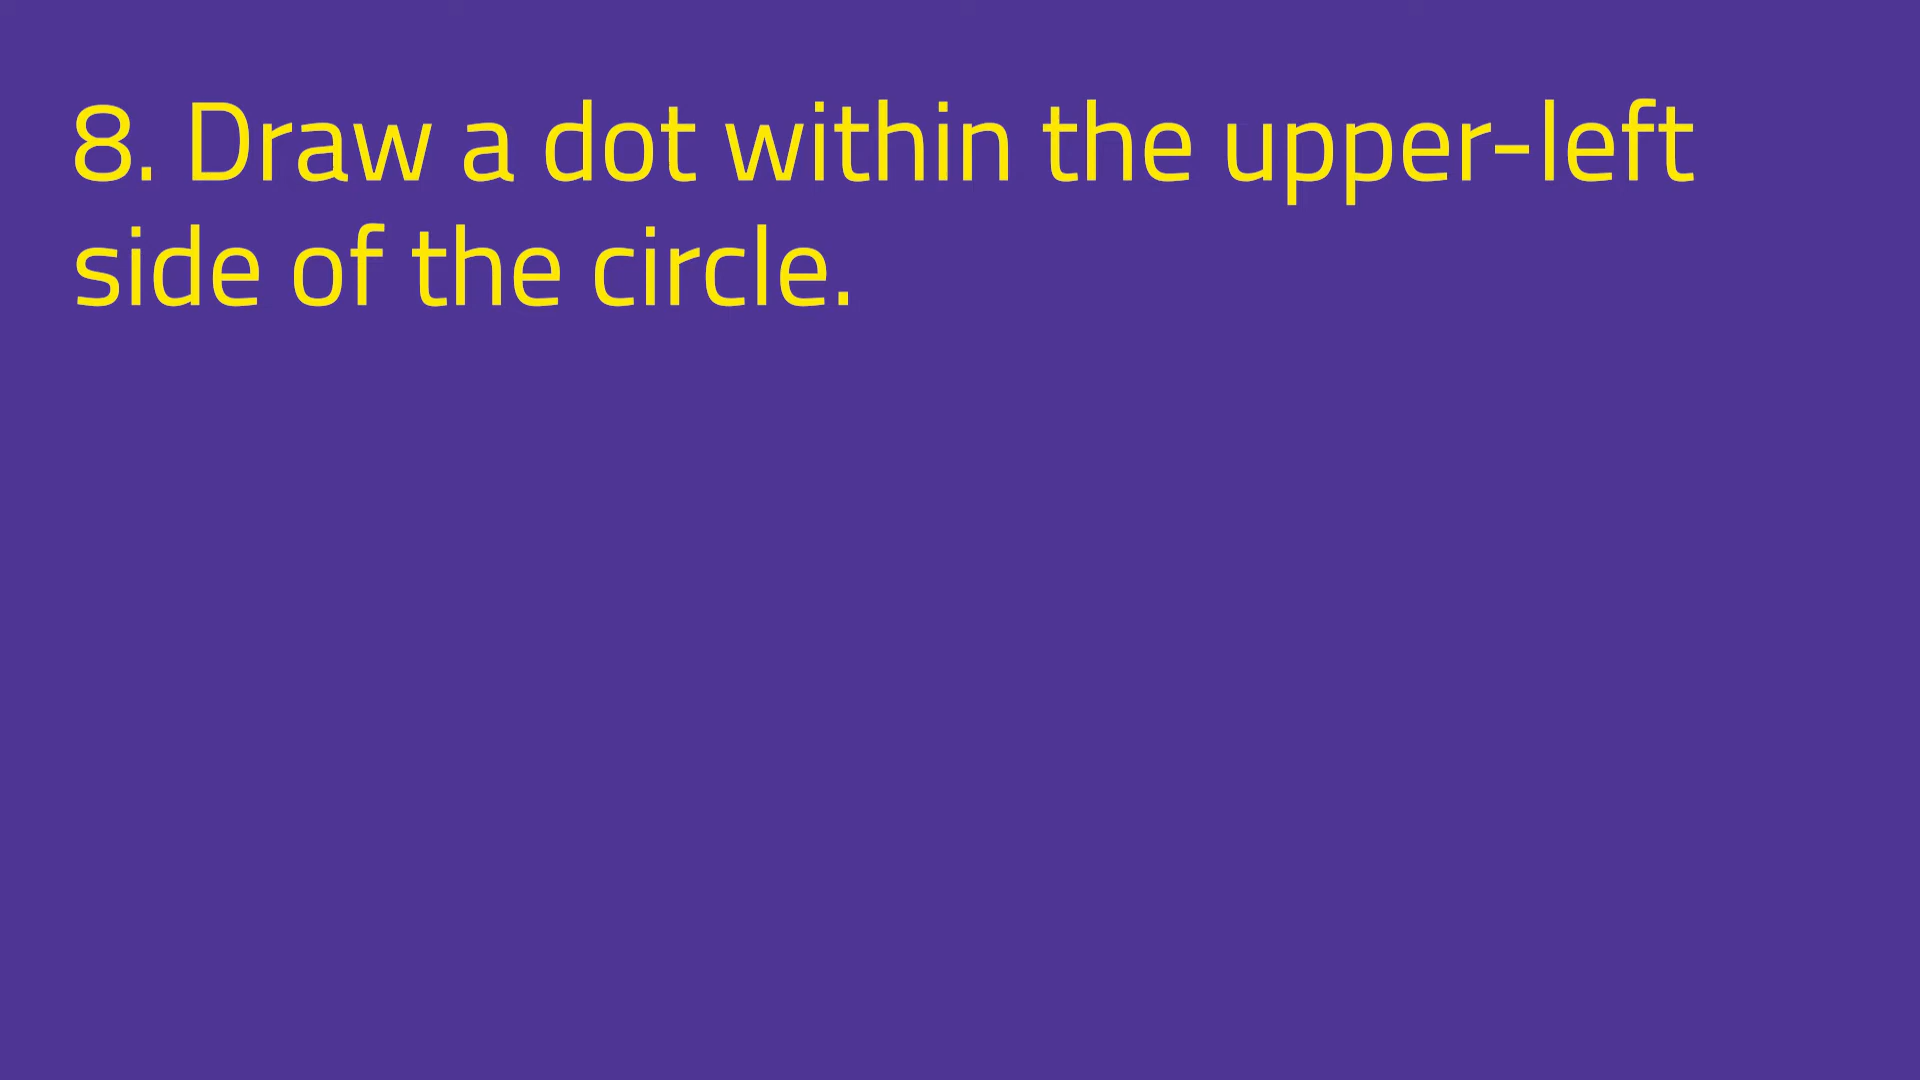 8. Draw a dot within the upper-left
side of the circle.